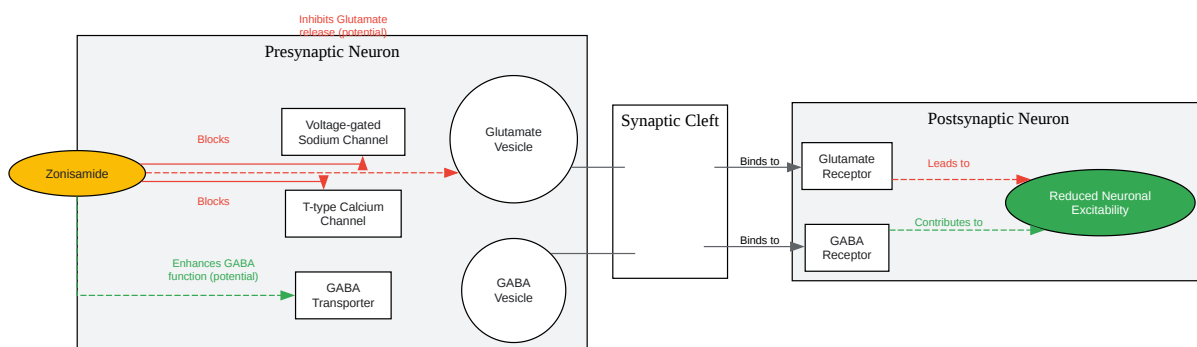 Inhibits Glutamate
release (potential)
Presynaptic Neuron
Zonisamide
Blocks
Blocks
Voltage-gated
Sodium Channel
T-type Calcium
Channel
Enhances GABA
function (potential)
GABA
Transporter
Glutamate
Vesicle
GABA
Vesicle
Synaptic Cleft
Binds to
Binds to
Postsynaptic Neuron
Glutamate
Receptor
GABA
Receptor
Leads to
Contributes to
Reduced Neuronal
Excitability